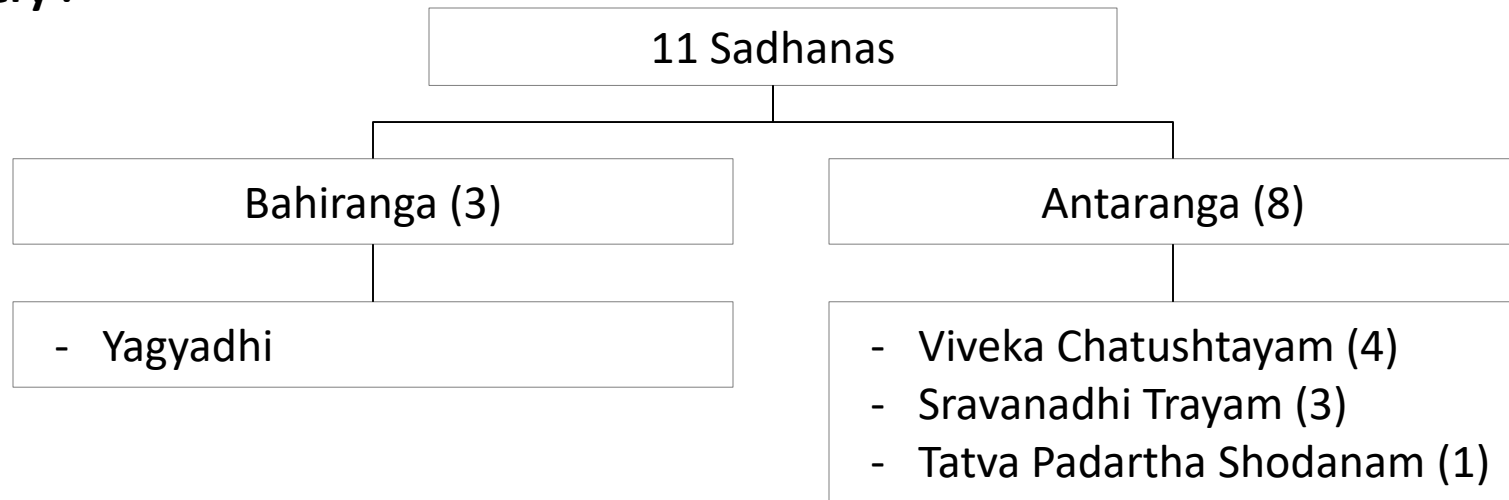 11 Sadhanas
Bahiranga (3)
Antaranga (8)
- Yagyadhi
- Viveka Chatushtayam (4)
- Sravanadhi Trayam (3)
- Tatva Padartha Shodanam (1)